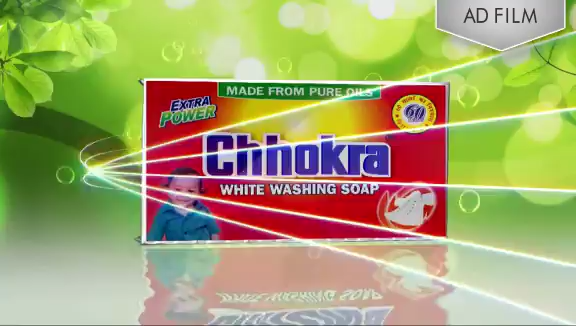 AD FILM
MADE FROM PURE OILS
EXTRA
POWER
Chhokra
WHITE WASHING SOAP